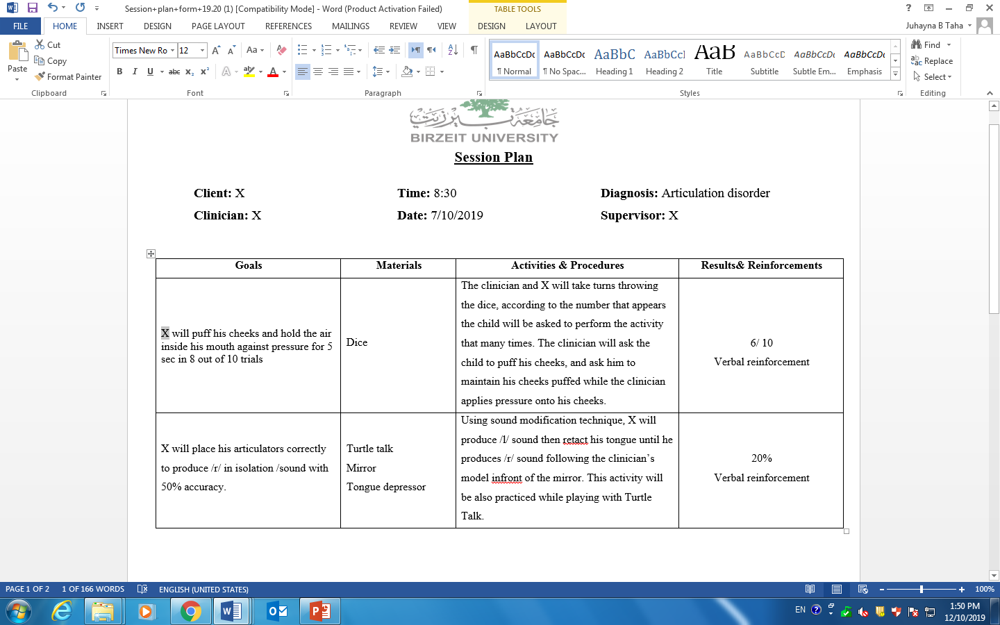 Session+plan+form+19.20 (1) [Compatibility Mode] - Word (Product Activation Failed)
TABLE TOOLS
FILE HOME INSERT DESIGN PAGE LAYOUT REFERENCES MAILINGS REVIEW VIEW DESIGN LAYOUT
Juhayna B Taha
Cut
Copy
Format Painter
Paste
Clipboard
Times New Ro 12
Font
Paragraph
AaBbCcDc AaBbCcDc AaBbC AaBbCcI AaB AaBbCcD AaBbCcDc AaBbCcDc
¶ Normal ¶ No Spac... Heading 1 Heading 2 Title Subtitle Subtle Em... Emphasis
Styles
Find
Replace
Select
Editing
جامعة بيرزيت
BIRZEIT UNIVERSITY
Session Plan
Client: X Time: 8:30 Diagnosis: Articulation disorder
Clinician: X Date: 7/10/2019 Supervisor: X
Goals Materials Activities & Procedures Results& Reinforcements
X will puff his cheeks and hold the air
inside his mouth against pressure for 5
sec in 8 out of 10 trials
Dice
The clinician and X will take turns throwing
the dice, according to the number that appears
the child will be asked to perform the activity
that many times. The clinician will ask the
child to puff his cheeks, and ask him to
maintain his cheeks puffed while the clinician
applies pressure onto his cheeks.
6/ 10
Verbal reinforcement
X will place his articulators correctly
to produce /r/ in isolation /sound with
50% accuracy.
Turtle talk
Mirror
Tongue depressor
Using sound modification technique, X will
produce /l/ sound then retact his tongue until he
produces /r/ sound following the clinician’s
model infront of the mirror. This activity will
be also practiced while playing with Turtle
Talk.
20%
Verbal reinforcement
PAGE 1 OF 2 1 OF 166 WORDS ENGLISH (UNITED STATES) 100%
EN
1:50 PM
12/10/2019